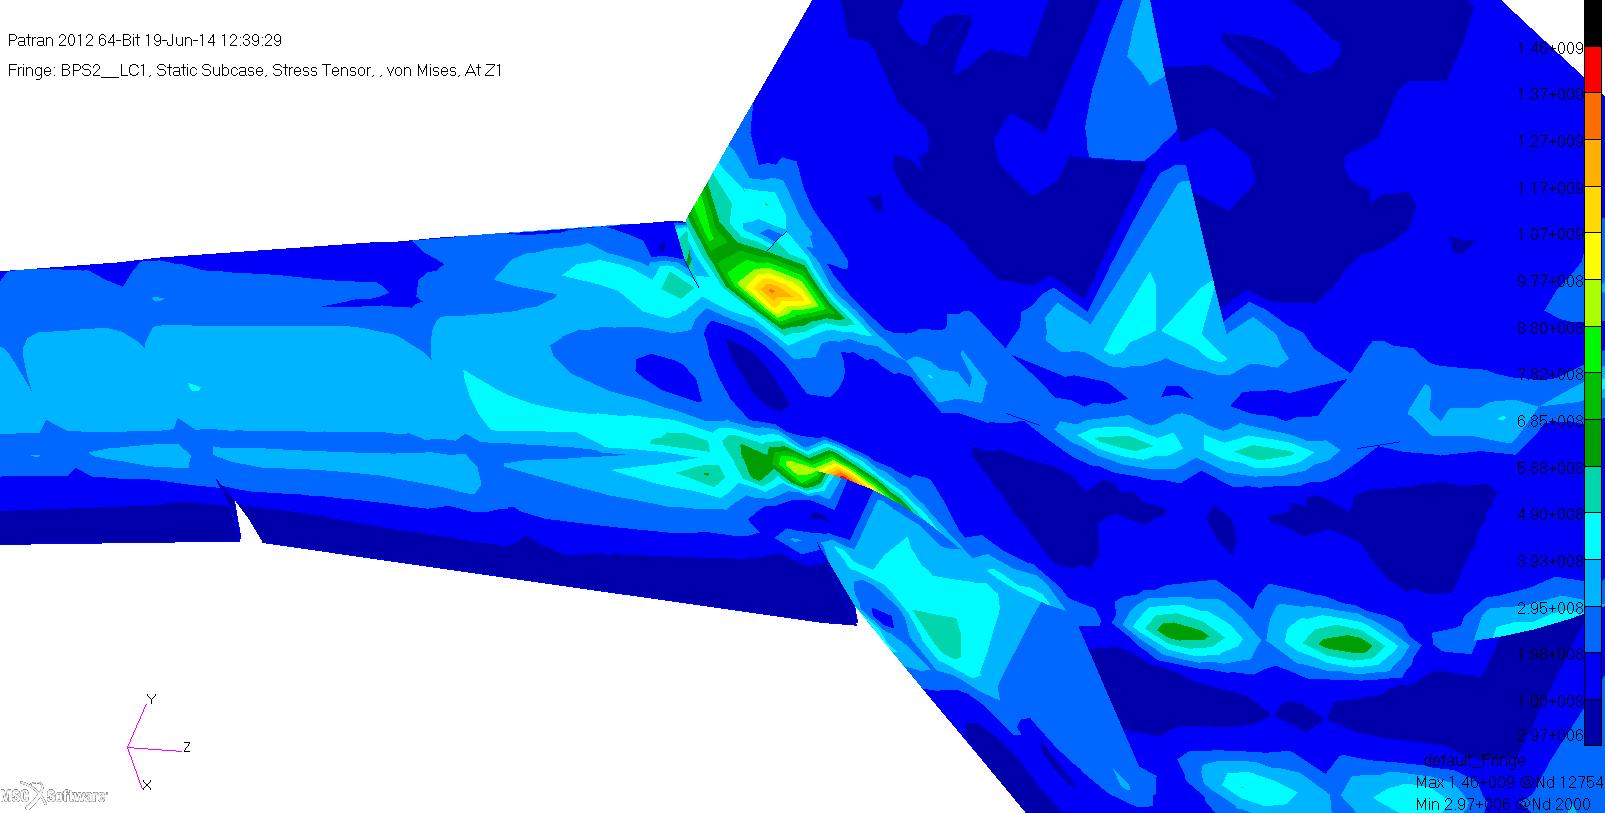 Patran 2012 64-Bit 19-Jun-14 12:39:29
Fringe: BPS2__LC1, Static Subcase, Stress Tensor, , von Mises, At Z1
1.46+009
1.37+009
1.27+009
1.17+009
1.07+009
9.77+008
8.80+008
7.82+008
6.85+008
5.88+008
4.90+008
3.93+008
2.95+008
1.98+008
1.00+008
2.97+006
default_Fringe :
Max 1.46+009 @Nd 12754
Min 2.97+006 @Nd 2000
Y
Z
X
MSC Software